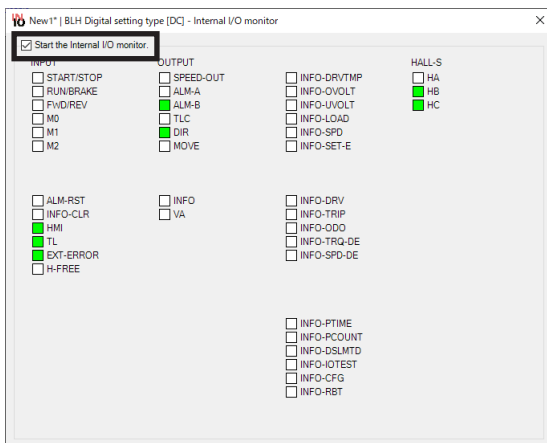 New1* | BLH Digital setting type [DC] - Internal I/O monitor
Start the Internal I/O monitor.
INPUT OUTPUT HALL-S
START/STOP SPEED-OUT INFO-DRVTMP HA
RUN/BRAKE ALM-A INFO-OVOLT HB
FWD/REV ALM-B INFO-UVOLT HC
M0 TLC INFO-LOAD
M1 DIR INFO-SPD
M2 MOVE INFO-SET-E
ALM-RST INFO INFO-DRV
INFO-CLR VA INFO-TRIP
HMI INFO-ODO
TL INFO-TRQ-DE
EXT-ERROR INFO-SPD-DE
H-FREE
INFO-PTIME
INFO-PCOUNT
INFO-DSLMTD
INFO-IOTEST
INFO-CFG
INFO-RBT